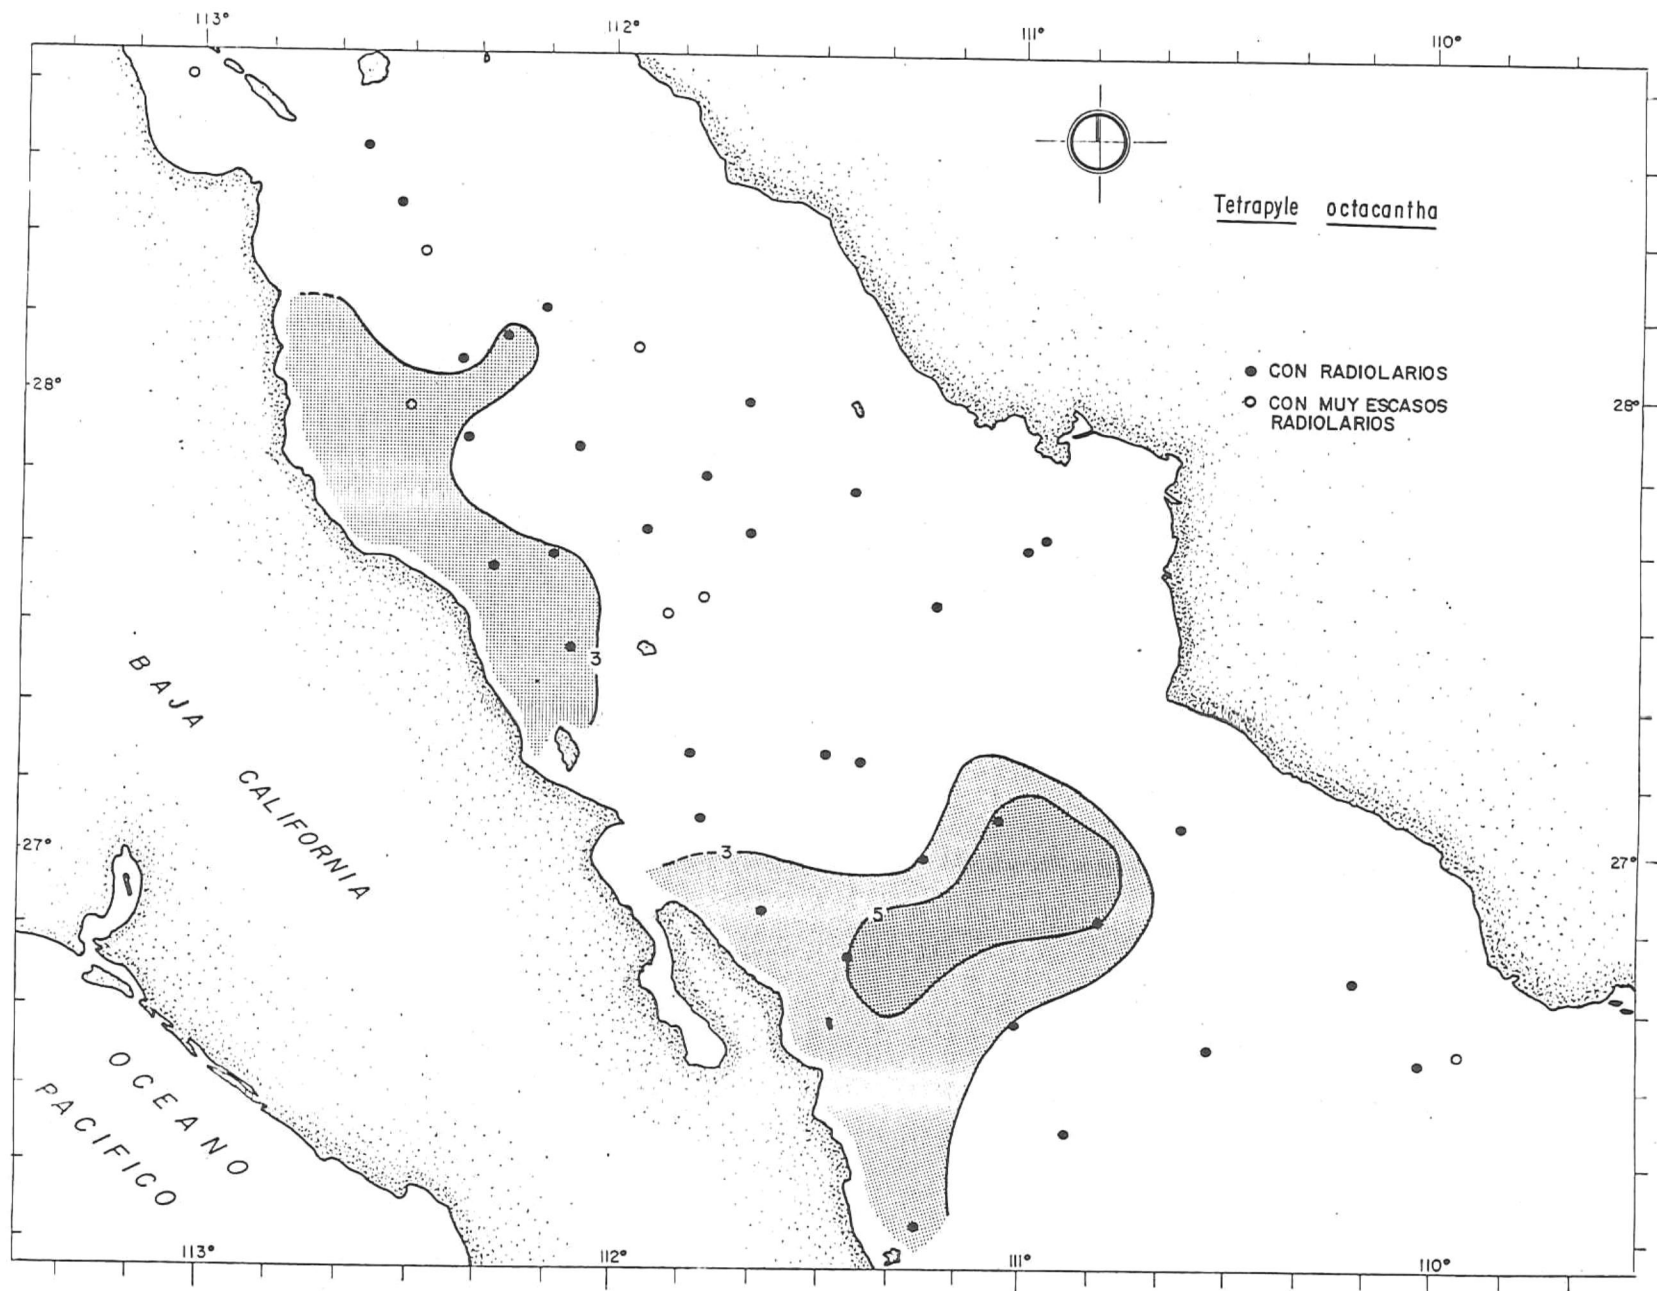 113°
112°
111°
110°
Tetrapyle octacantha
28°
CON RADIOLARIOS
CON MUY ESCASOS
RADIOLARIOS
28°
3
BAJA
CALIFORNIA
27°
3
5
27°
OCEANO
PACIFICO
113°
112°
111°
110°